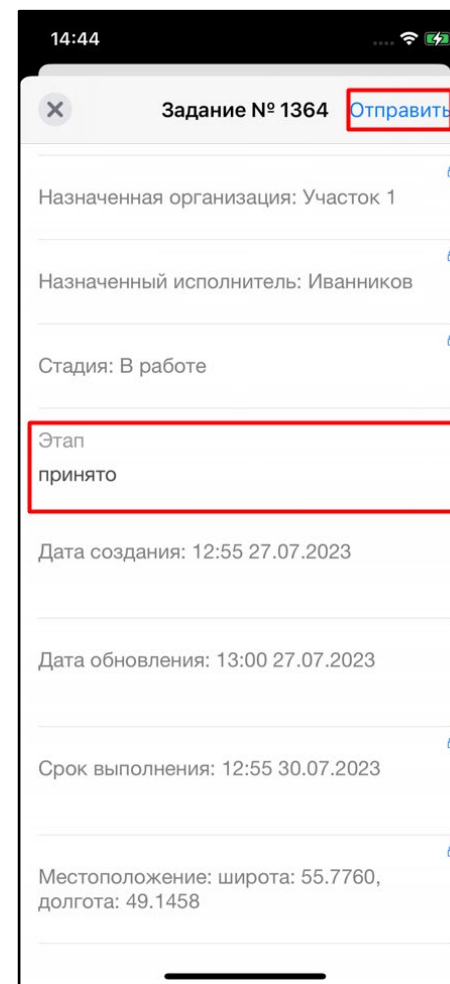 14:44
Задание № 1364
Отправить
Назначенная организация: Участок 1
Назначенный исполнитель: Иванников
Стадия: В работе
Этап
принято
Дата создания: 12:55 27.07.2023
Дата обновления: 13:00 27.07.2023
Срок выполнения: 12:55 30.07.2023
Местоположение: широта: 55.7760,
долгота: 49.1458